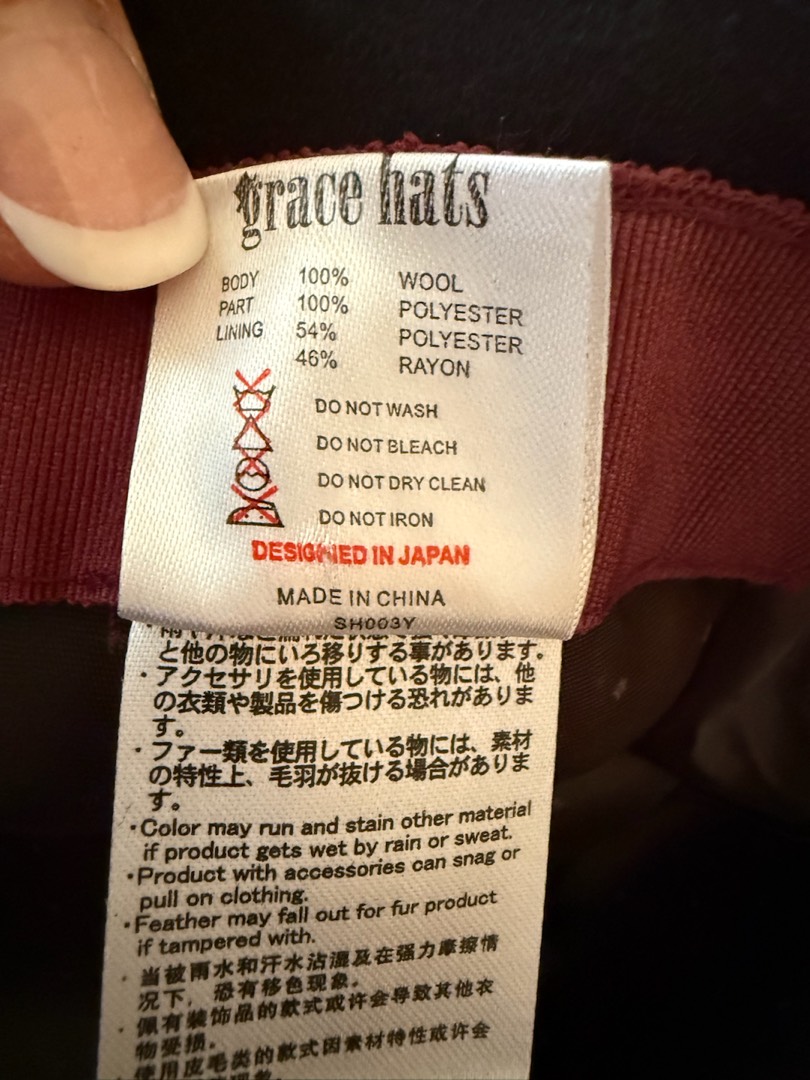 grace hats
BODY 100% WOOL
PART 100% POLYESTER
LINING 54% POLYESTER
46% RAYON
DO NOT WASH
DO NOT BLEACH
DO NOT DRY CLEAN
DO NOT IRON
DESIGNED IN JAPAN
MADE IN CHINA
SH003Y
と他の物にいろ移りする事があります。
・アクセサリを使用している物には、他
の衣類や製品を傷つける恐れがありま
す。
・ファー類を使用している物には、素材
の特性上、毛羽が抜ける場合がありま
す。
・Color may run and stain other material
if product gets wet by rain or sweat.
・Product with accessories can snag or
pull on clothing.
・Feather may fall out for fur product
if tampered with.
・当被雨水和汗水沾湿及在强力摩擦情
况下，恐有移色现象。
・佩有装饰品的款式或许会导致其他衣
物受损。
・使用皮毛类的款式因素材特性或许会